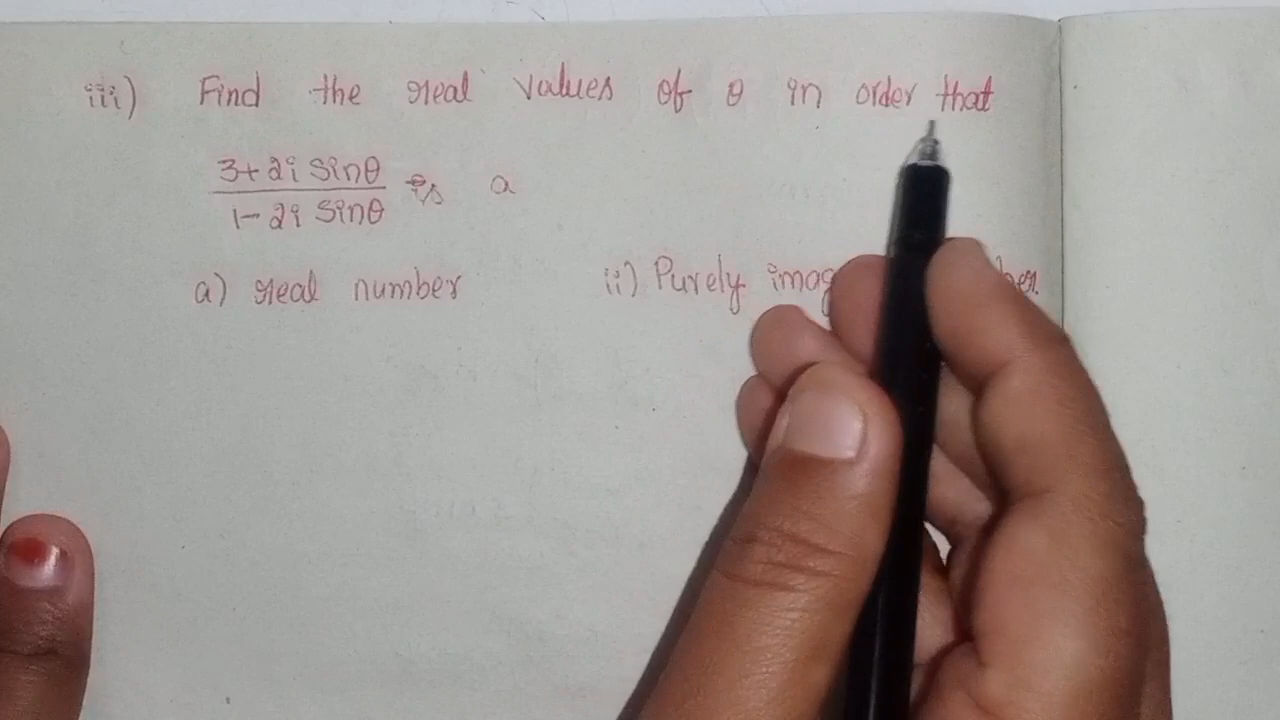 iii) Find the real values of θ in order that
3+2i Sinθ
1-2i Sinθ is a
a) real number ii) Purely